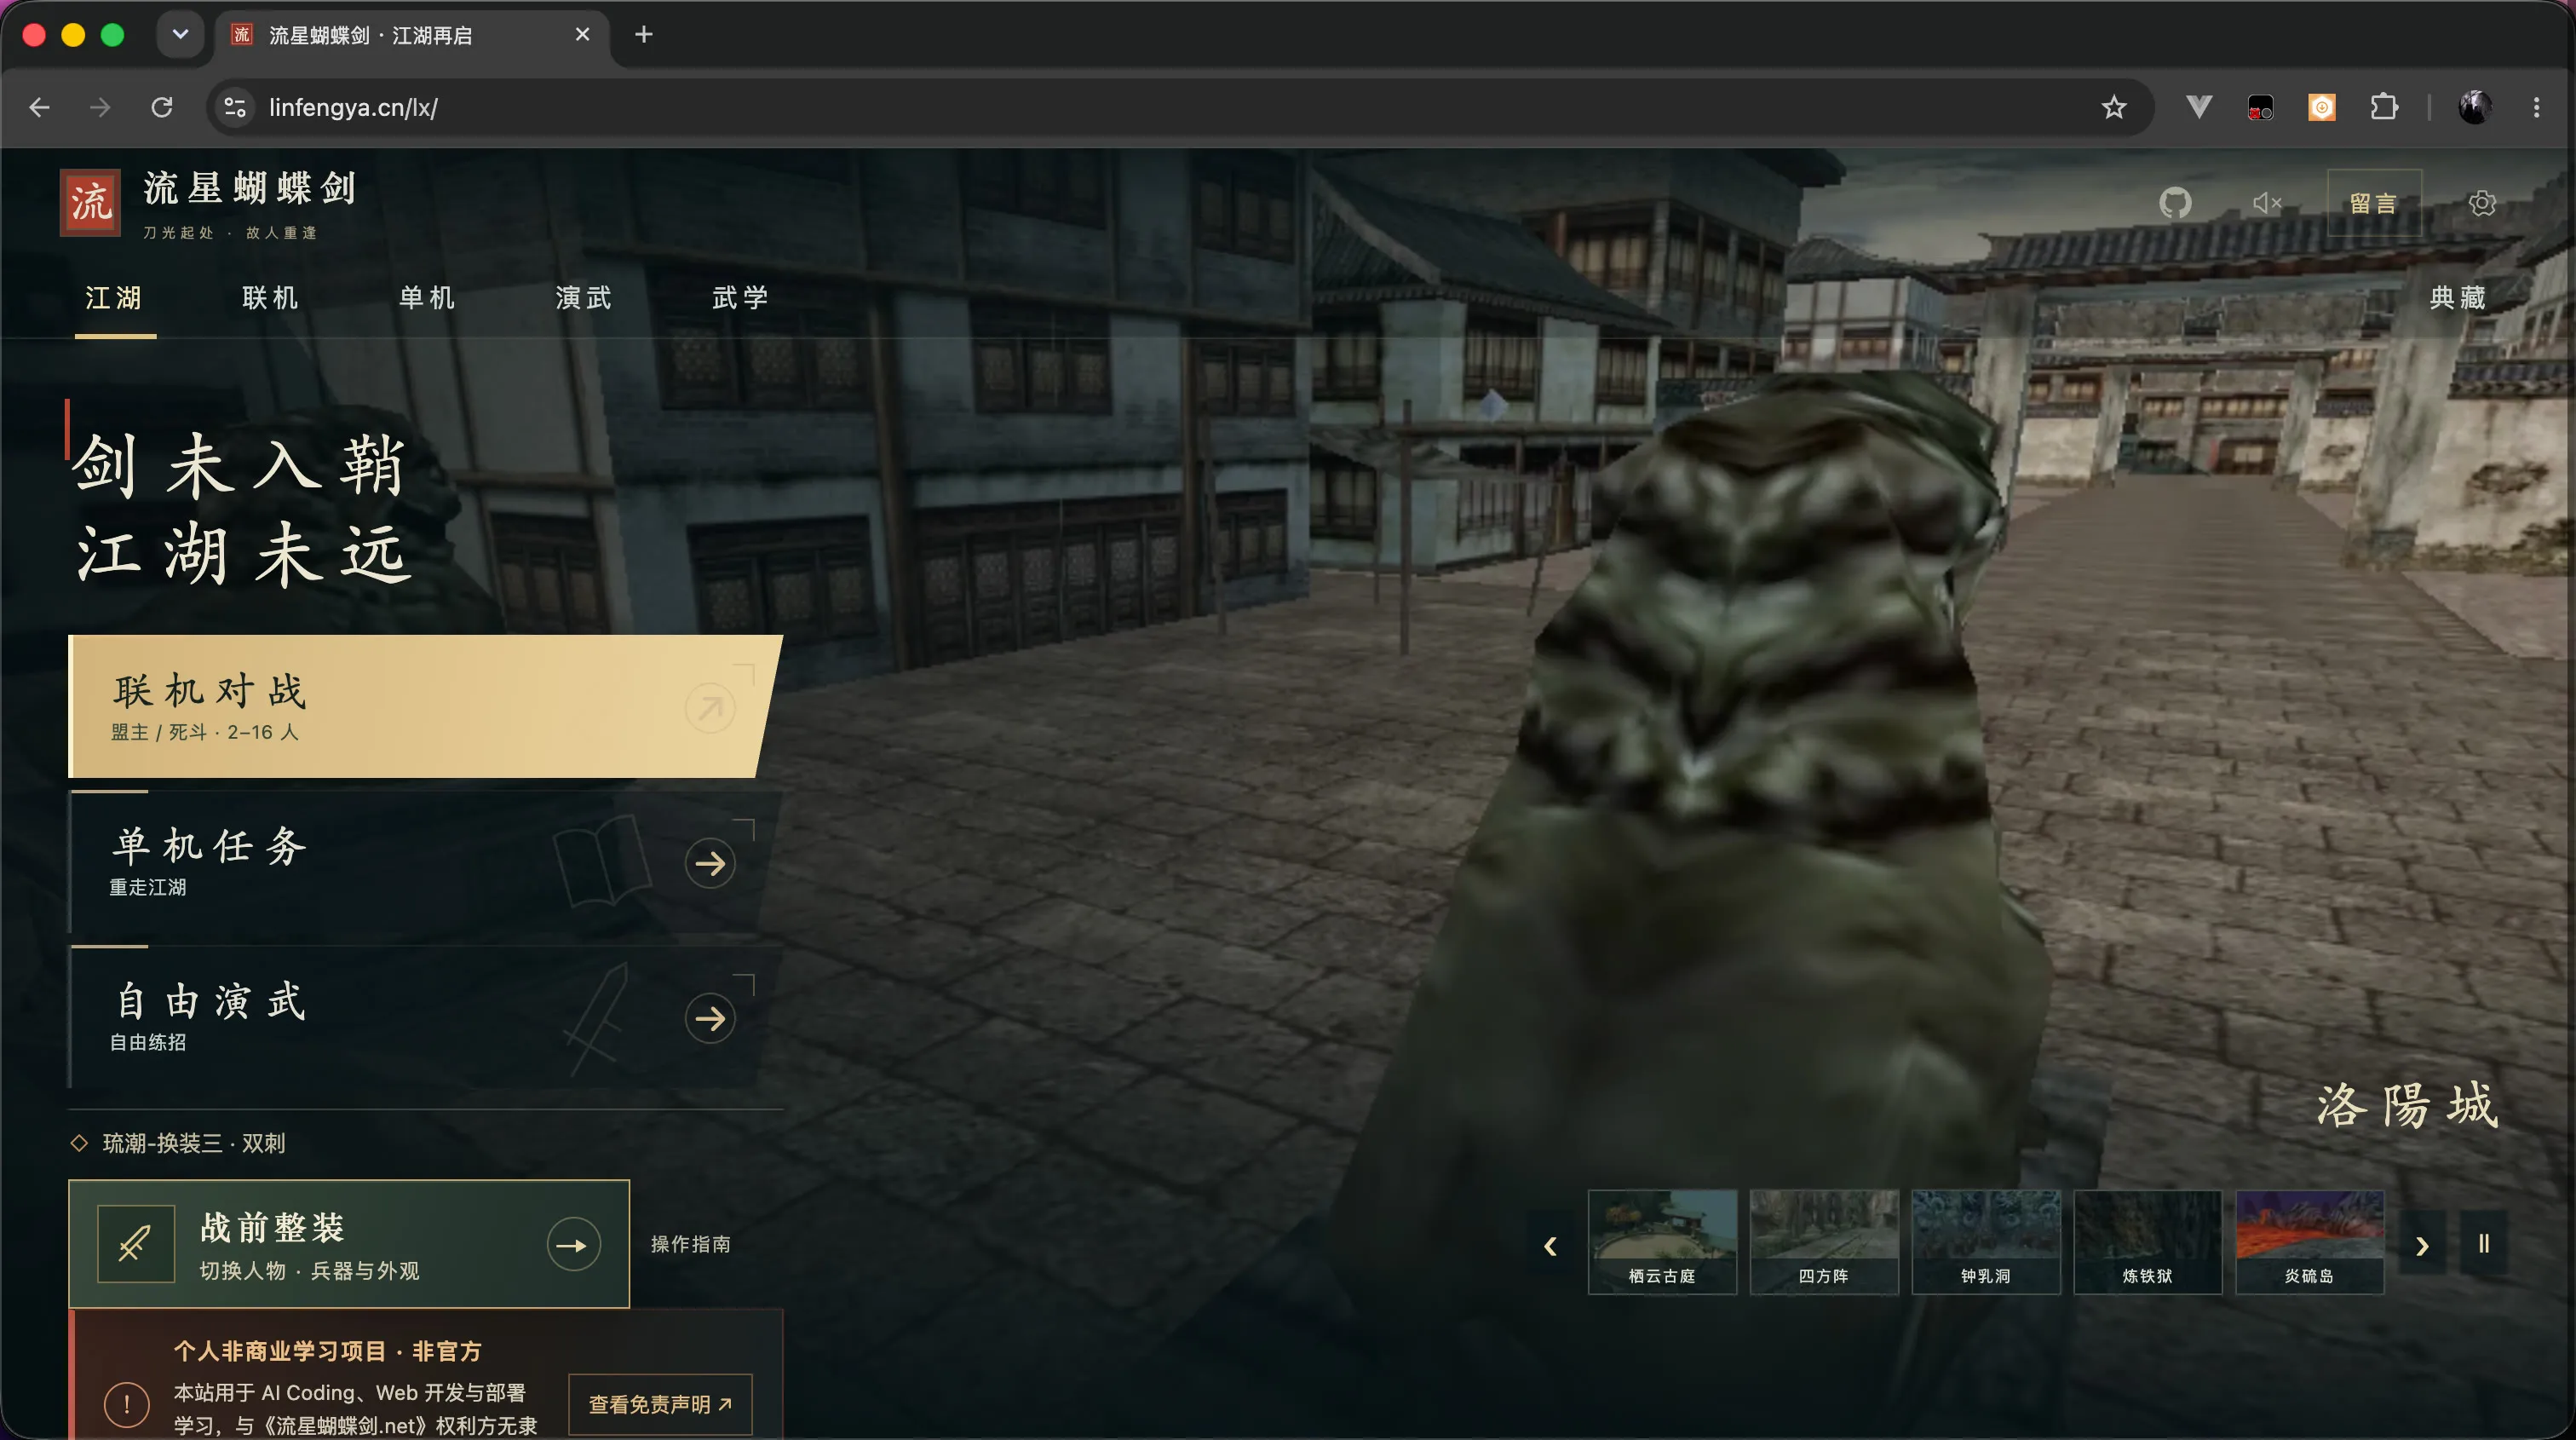 流
流星蝴蝶剑 · 江湖再启
linfengya.cn/lx/
流
流星蝴蝶剑
刀光起处 · 故人重逢
留言
江湖
联机
单机
演武
武学
典藏
剑未入鞘
江湖未远
联机对战
盟主 / 死斗 · 2–16 人
单机任务
重走江湖
自由演武
自由练招
琉潮-换装三 · 双刺
战前整装
切换人物 · 兵器与外观
操作指南
洛陽城
栖云古庭
四方阵
钟乳洞
炼铁狱
炎硫岛
个人非商业学习项目 · 非官方
本站用于 AI Coding、Web 开发与部署
学习，与《流星蝴蝶剑.net》权利方无隶
查看免责声明 ↗